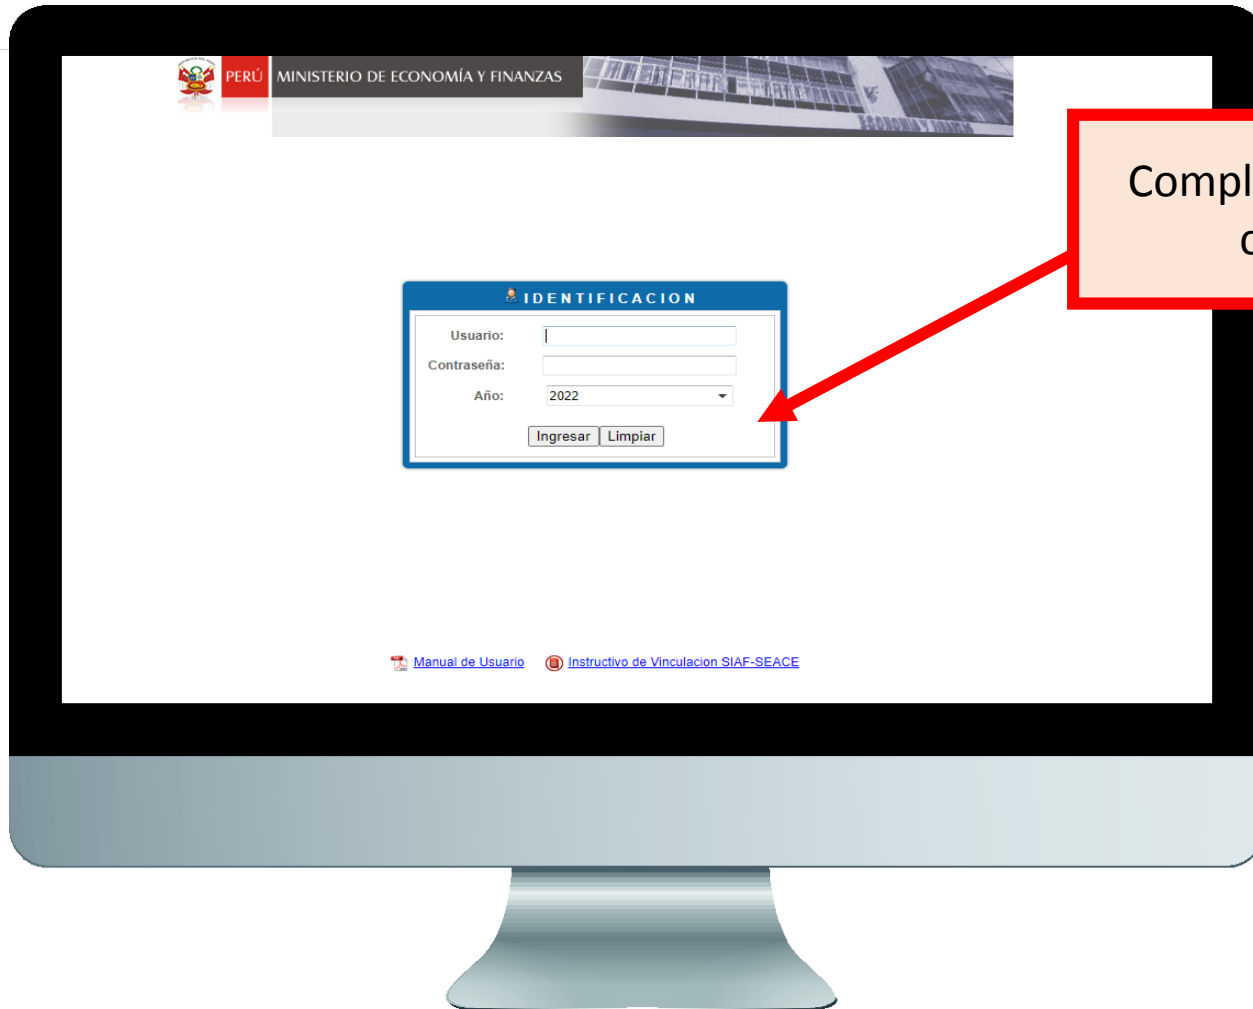 PERÚ MINISTERIO DE ECONOMÍA Y FINANZAS
IDENTIFICACION
Usuario:
Contraseña:
Año: 2022
Ingresar Limpiar
Manual de Usuario Instructivo de Vinculacion SIAF-SEACE